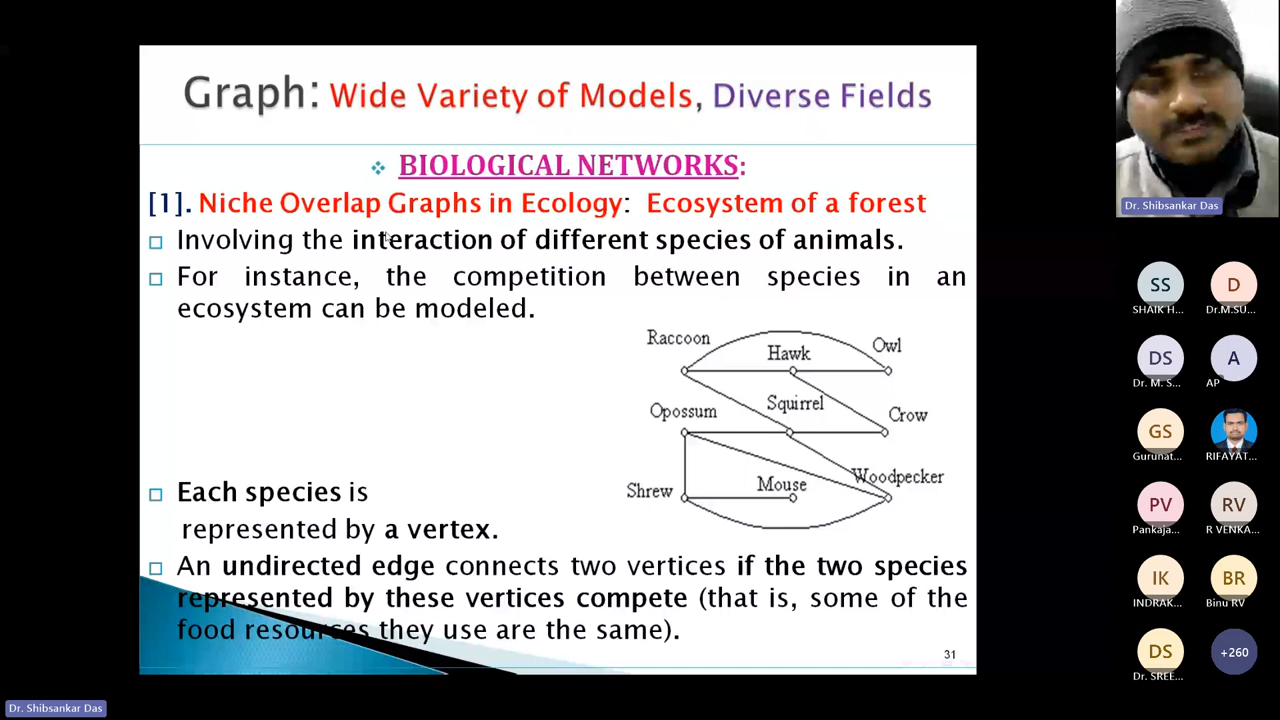 Graph: Wide Variety of Models, Diverse Fields
❖ BIOLOGICAL NETWORKS:
[1]. Niche Overlap Graphs in Ecology: Ecosystem of a forest
Involving the interaction of different species of animals.
For instance, the competition between species in an
ecosystem can be modeled.
Raccoon
Hawk
Owl
Opossum
Squirrel
Crow
Shrew
Mouse
Woodpecker
Each species is
represented by a vertex.
An undirected edge connects two vertices if the two species
represented by these vertices compete (that is, some of the
food resources they use are the same).
31
Dr. Shibsankar Das
SS
SHAIK H...
D
Dr.M.SU...
DS
Dr. M. S...
A
AP
GS
Gurunat...
RIFAYAT...
PV
Pankaja...
RV
R VENKA...
IK
INDRAK...
BR
Binu RV
DS
Dr. SREE...
+260
Dr. Shibsankar Das